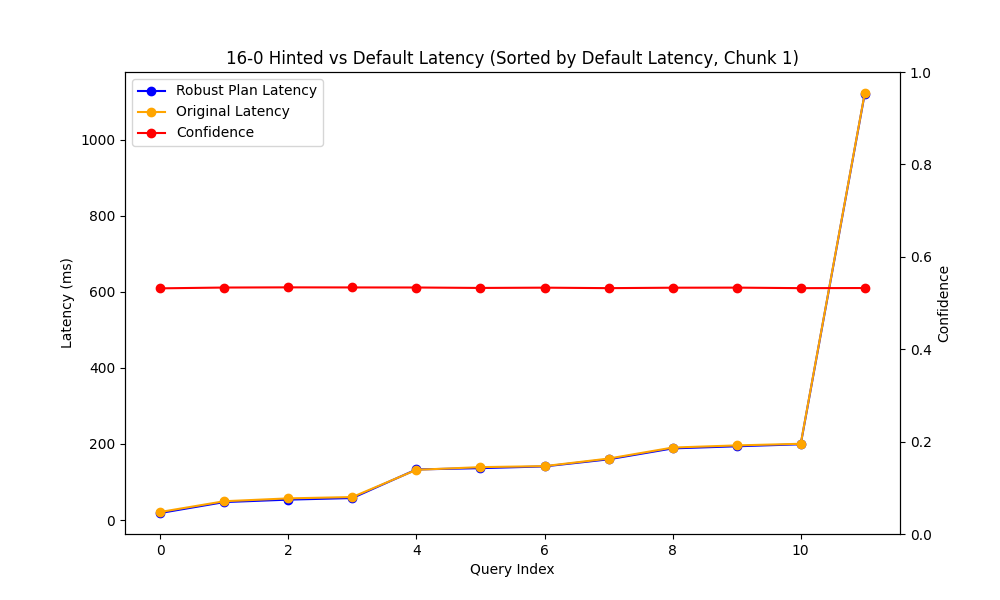 16-0 Hinted vs Default Latency (Sorted by Default Latency, Chunk 1)
Robust Plan Latency
Original Latency
Confidence
Latency (ms)
1000
800
600
400
200
0
1.0
0.8
0.6
0.4
0.2
0.0
Confidence
0 2 4 6 8 10
Query Index